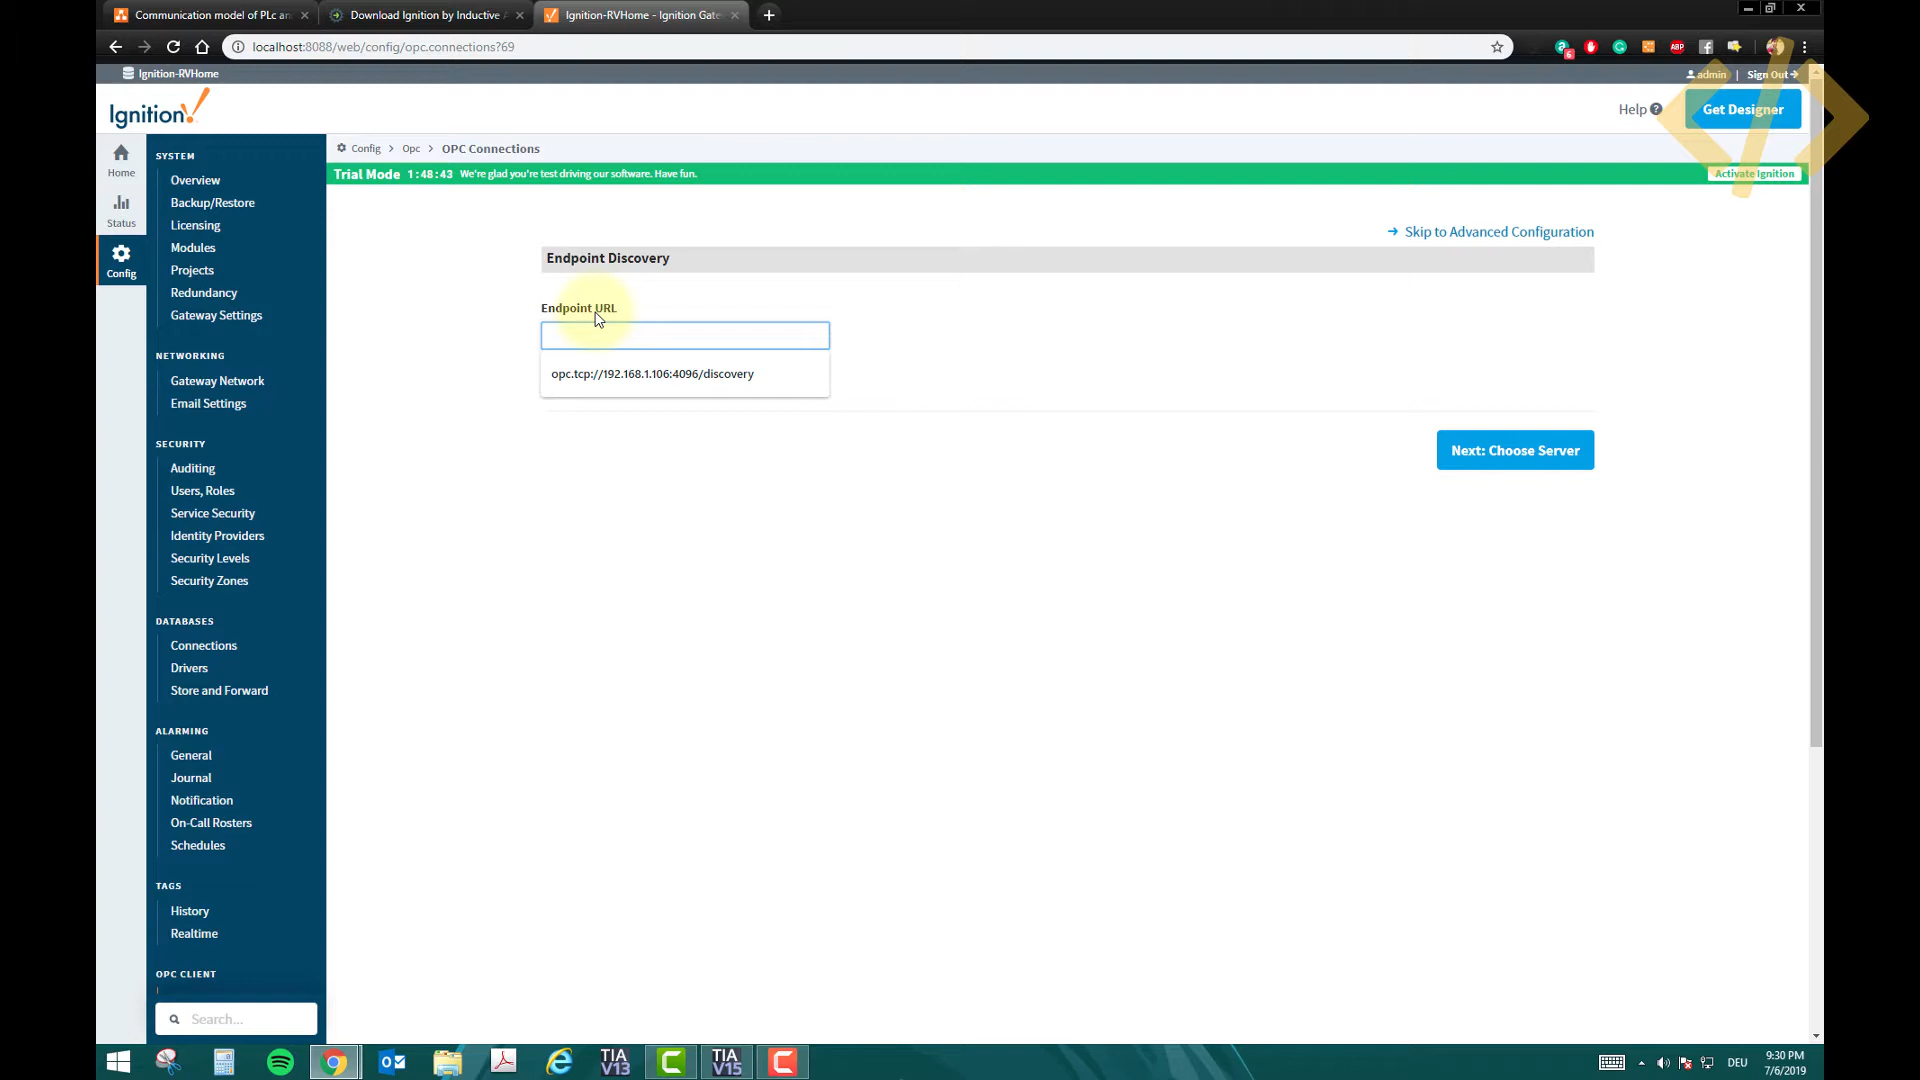 Communication model of PLc an
Download Ignition by Inductive A
Ignition-RVHome - Ignition Gate
localhost:8088/web/config/opc.connections?69
6
ABP
Ignition-RVHome
admin | Sign Out
Ignition!
Help
Get Designer
Home
Status
Config
SYSTEM
Overview
Backup/Restore
Licensing
Modules
Projects
Redundancy
Gateway Settings
NETWORKING
Gateway Network
Email Settings
SECURITY
Auditing
Users, Roles
Service Security
Identity Providers
Security Levels
Security Zones
DATABASES
Connections
Drivers
Store and Forward
ALARMING
General
Journal
Notification
On-Call Rosters
Schedules
TAGS
History
Realtime
OPC CLIENT
Search...
Config > Opc > OPC Connections
Trial Mode 1:48:43 We're glad you're test driving our software. Have fun.
Activate Ignition
Skip to Advanced Configuration
Endpoint Discovery
Endpoint URL
opc.tcp://192.168.1.106:4096/discovery
Next: Choose Server
TIA V13
TIA V15
DEU
9:30 PM
7/6/2019